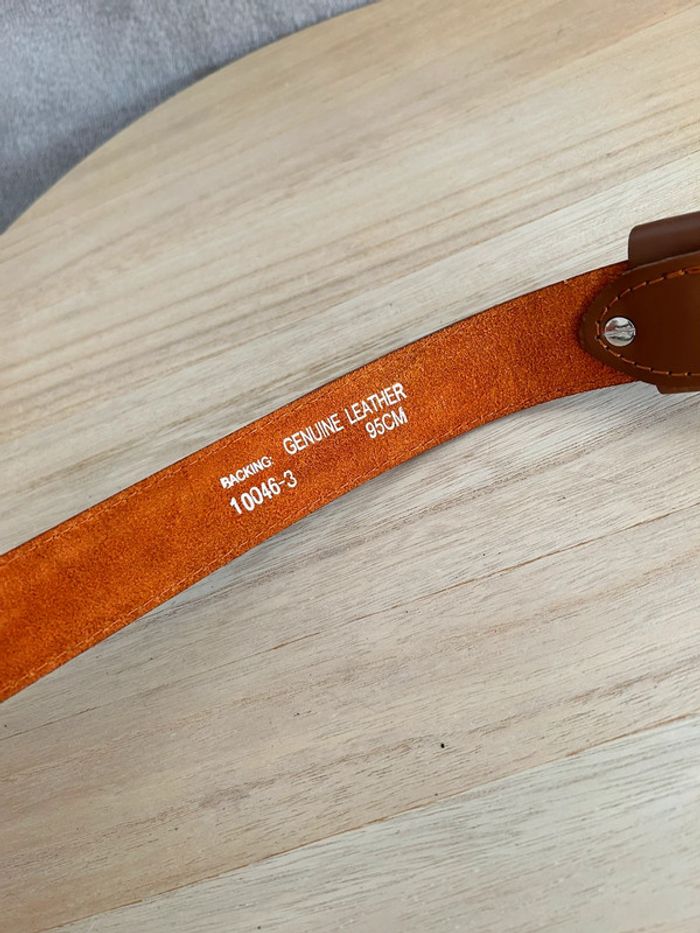 BACKING: GENUINE LEATHER
10046-3 95CM